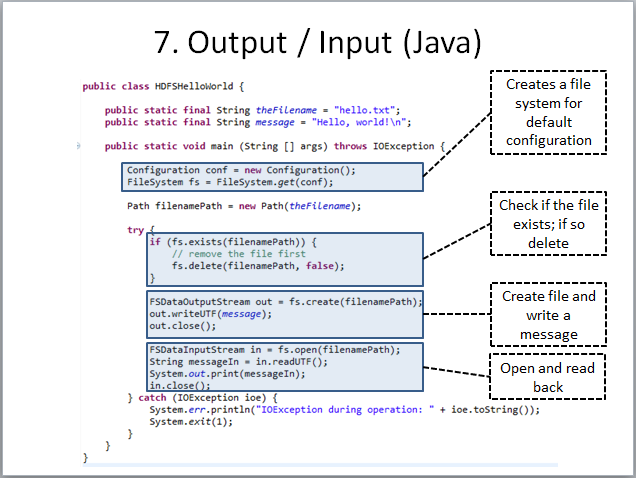 7. Output / Input (Java)
public class HDFSHelloWorld {
public static final String theFilename = "hello.txt";
public static final String message = "Hello, world!\n";
public static void main (String [] args) throws IOException {
Configuration conf = new Configuration();
FileSystem fs = FileSystem.get(conf);
Path filenamePath = new Path(theFilename);
try {
if (fs.exists(filenamePath)) {
// remove the file first
fs.delete(filenamePath, false);
}
FSDataOutputStream out = fs.create(filenamePath);
out.writeUTF(message);
out.close();
FSDataInputStream in = fs.open(filenamePath);
String messageIn = in.readUTF();
System.out.print(messageIn);
in.close();
} catch (IOException ioe) {
System.err.println("IOException during operation: " + ioe.toString());
System.exit(1);
}
}
}
Creates a file
system for
default
configuration
Check if the file
exists; if so
delete
Create file and
write a
message
Open and read
back